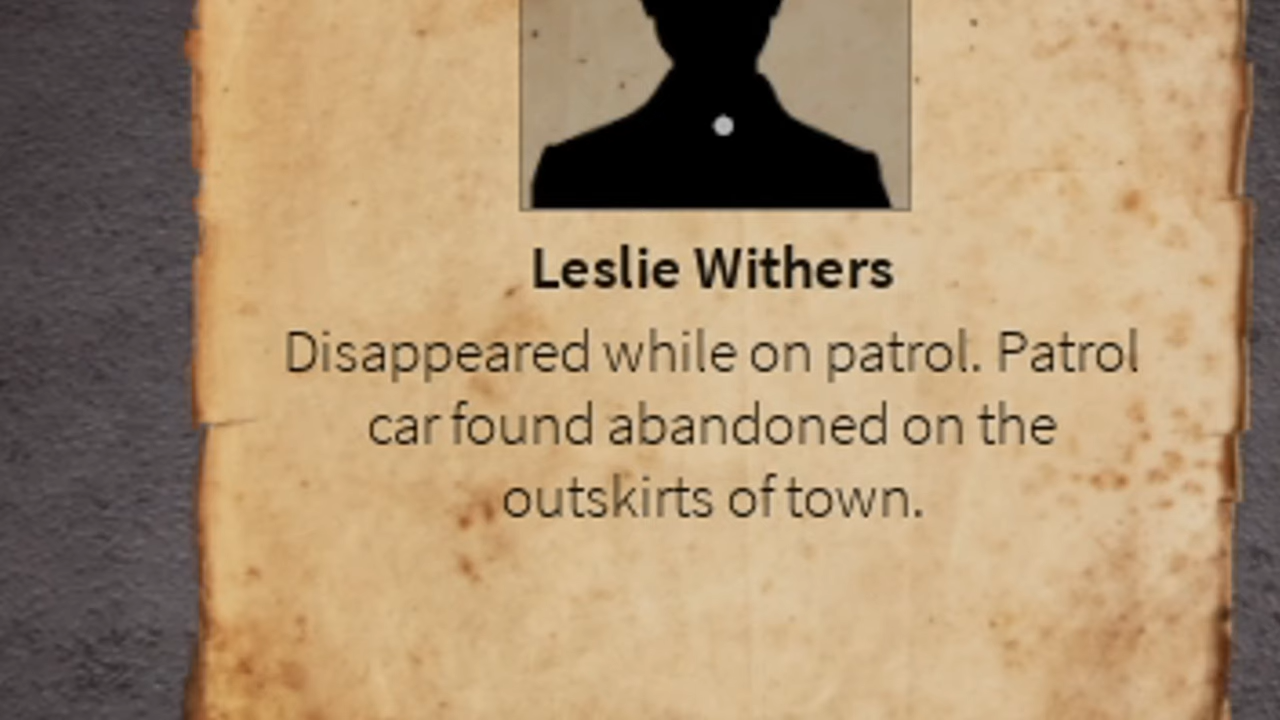 Leslie Withers
Disappeared while on patrol. Patrol
car found abandoned on the
outskirts of town.